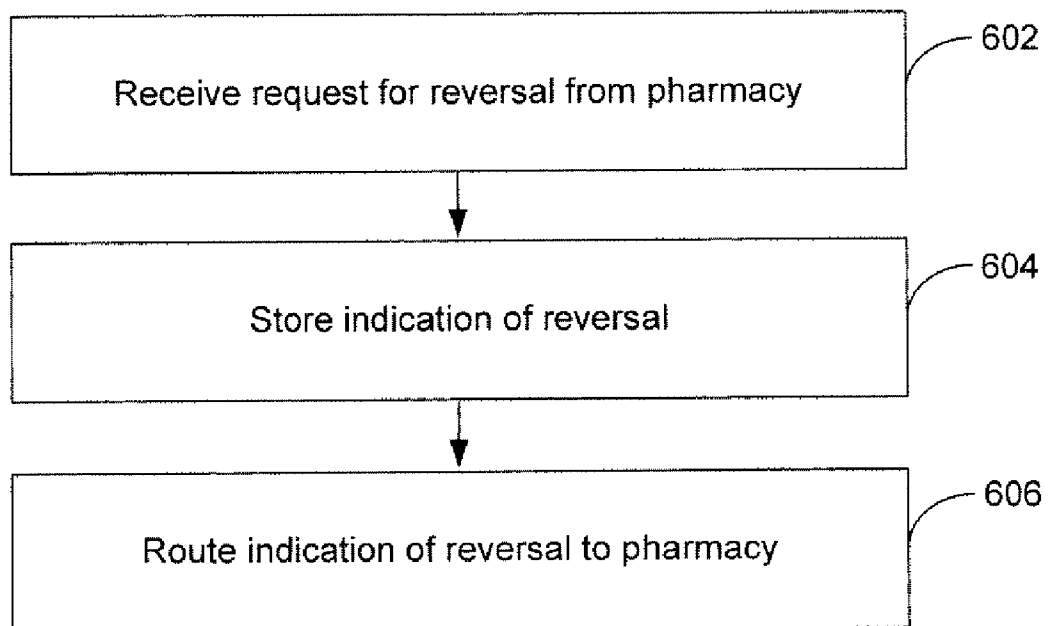 602
Receive request for reversal from pharmacy
604
Store indication of reversal
606
Route indication of reversal to pharmacy